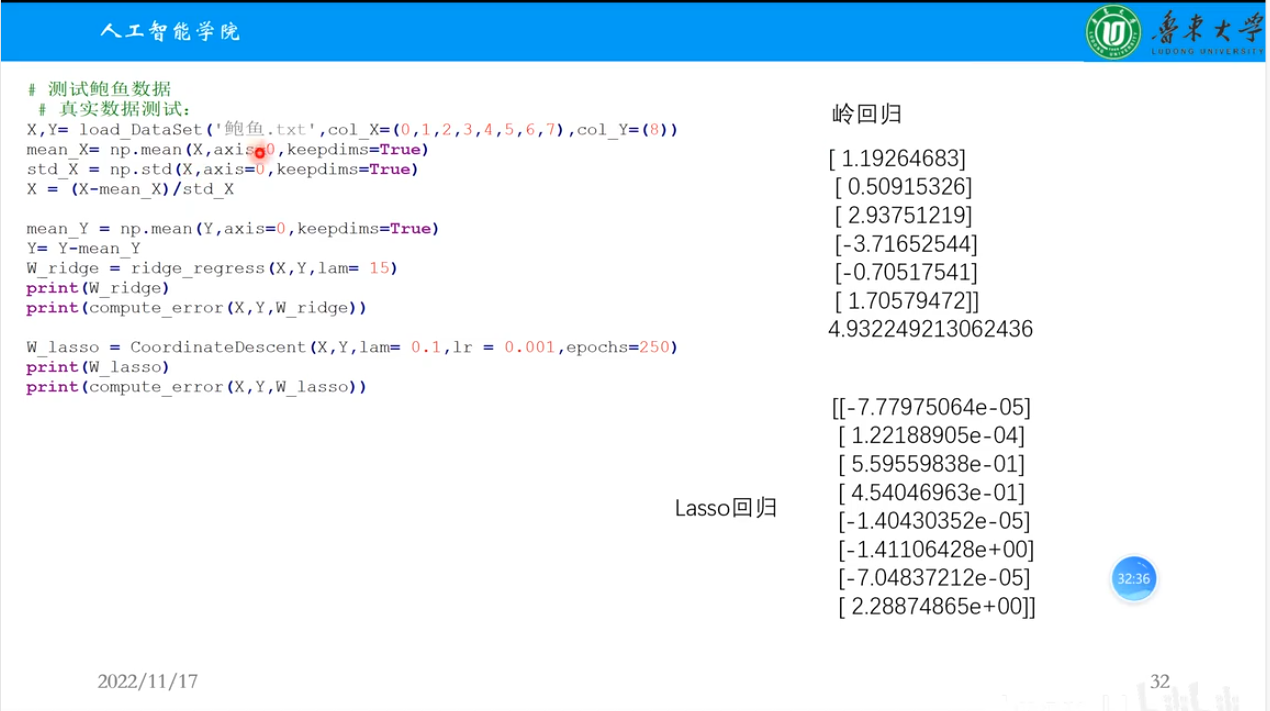 人工智能学院
魯東大学
LUDONG UNIVERSITY
# 测试鲍鱼数据
# 真实数据测试：
X,Y= load_DataSet('鲍鱼.txt',col_X=(0,1,2,3,4,5,6,7),col_Y=(8))
mean_X= np.mean(X,axis=0,keepdims=True)
std_X = np.std(X,axis=0,keepdims=True)
X = (X-mean_X)/std_X
mean_Y = np.mean(Y,axis=0,keepdims=True)
Y= Y-mean_Y
W_ridge = ridge_regress(X,Y,lam= 15)
print(W_ridge)
print(compute_error(X,Y,W_ridge))
W_lasso = CoordinateDescent(X,Y,lam= 0.1,lr = 0.001,epochs=250)
print(W_lasso)
print(compute_error(X,Y,W_lasso))
岭回归
[ 1.19264683]
[ 0.50915326]
[ 2.93751219]
[-3.71652544]
[-0.70517541]
[ 1.70579472]]
4.932249213062436
Lasso回归
[[-7.77975064e-05]
[ 1.22188905e-04]
[ 5.59559838e-01]
[ 4.54046963e-01]
[-1.40430352e-05]
[-1.41106428e+00]
[-7.04837212e-05]
[ 2.28874865e+00]]
32:36
2022/11/17
32